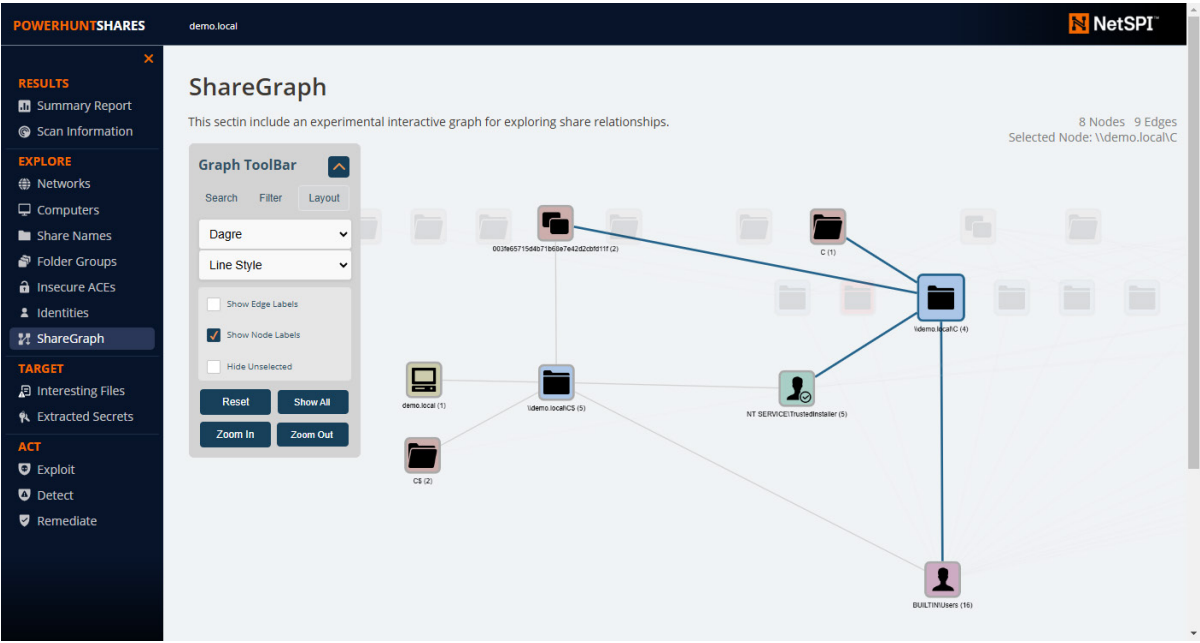 POWERHUNTSHARES
demo.local
NetSPI™
×
RESULTS
Summary Report
Scan Information
EXPLORE
Networks
Computers
Share Names
Folder Groups
Insecure ACEs
Identities
ShareGraph
TARGET
Interesting Files
Extracted Secrets
ACT
Exploit
Detect
Remediate
ShareGraph
This sectin include an experimental interactive graph for exploring share relationships.
8 Nodes 9 Edges
Selected Node: \\demo.local\C
Graph ToolBar
Search Filter Layout
Dagre
Line Style
Show Edge Labels
Show Node Labels
Hide Unselected
Reset Show All
Zoom In Zoom Out
C (1)
\\demo.local\C (4)
demo.local (1)
\\demo.local\C$ (5)
NT SERVICE\TrustedInstaller (5)
C$ (2)
BUILTIN\Users (16)